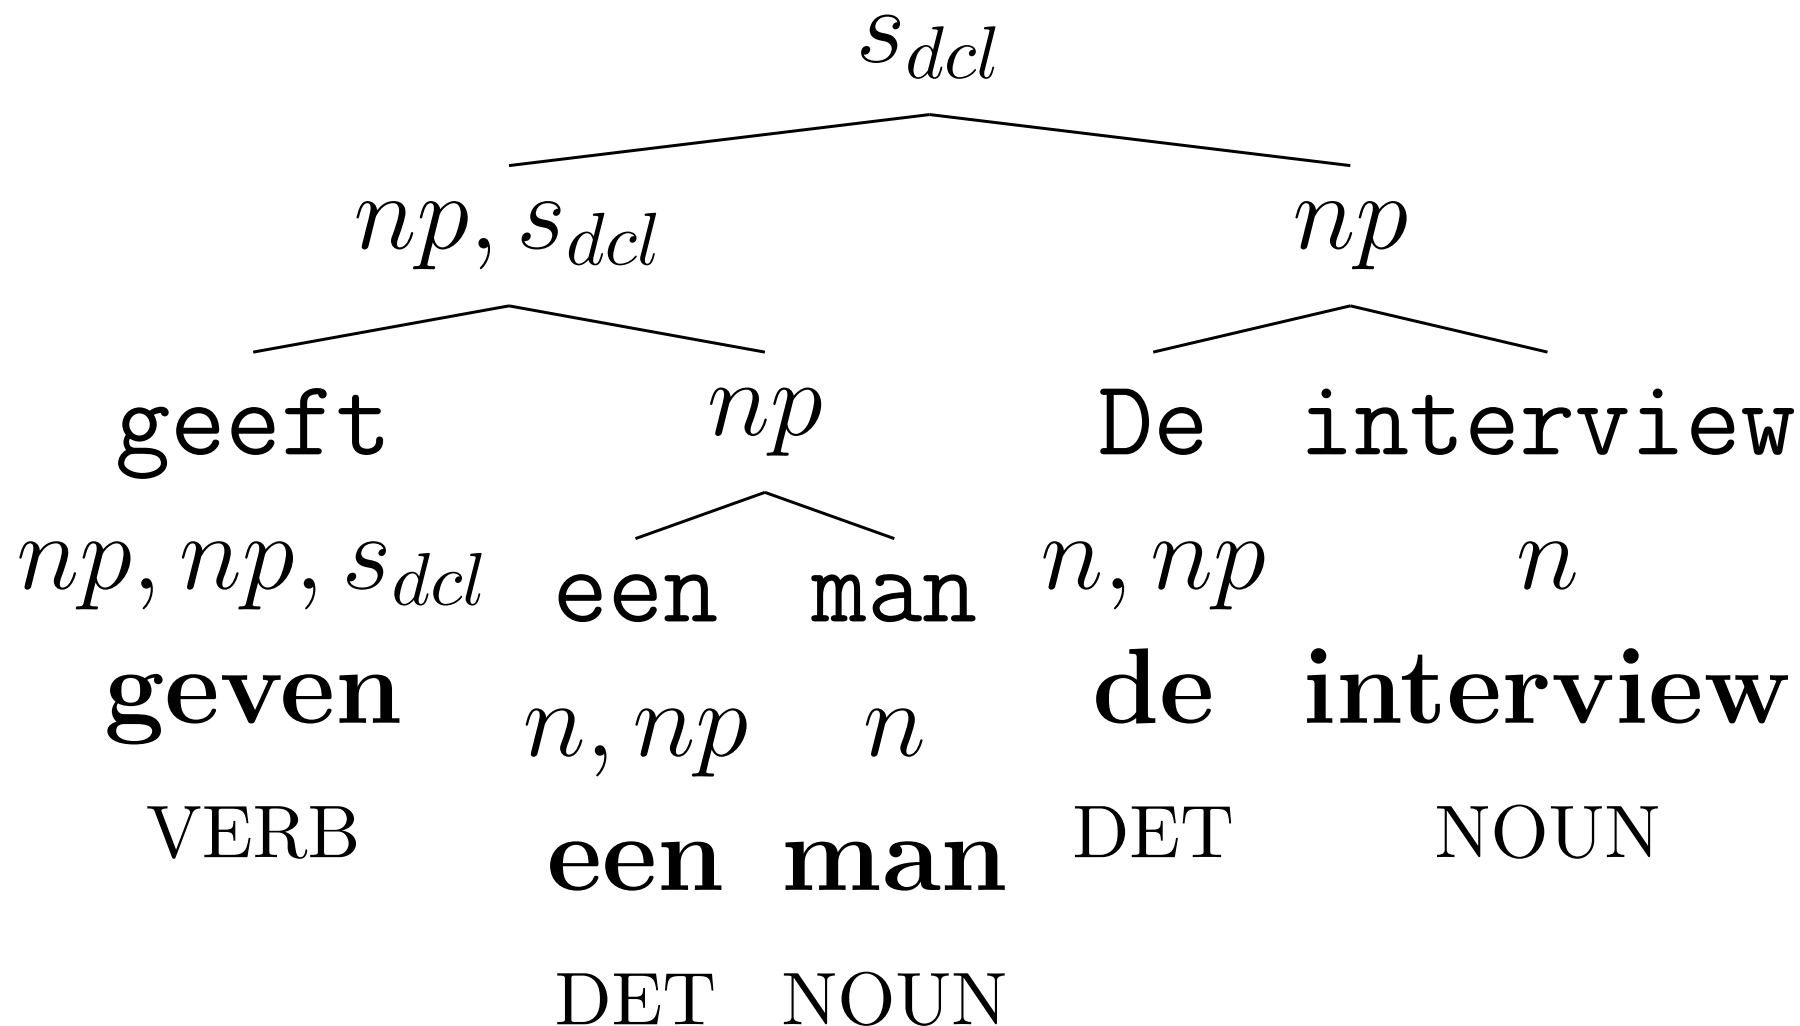 s_dcl
np, s_dcl np
geeft np De interview
np, np, s_dcl een man n, np n
geven n, np n de interview
VERB een man DET NOUN
DET NOUN